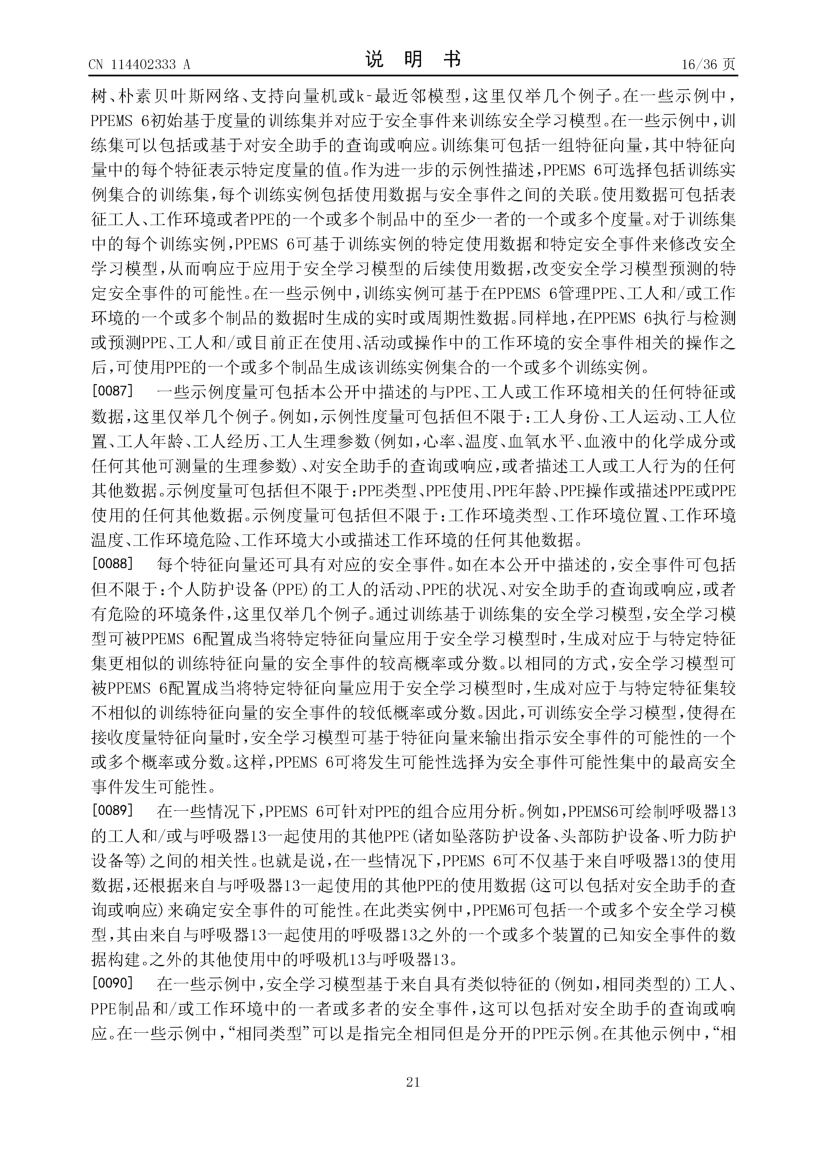 CN 114402333 A
说 明 书
16/36 页
树、朴素贝叶斯网络、支持向量机或k-最近邻模型，这里仅举几个例子。在一些示例中，
PPEMS 6初始基于度量的训练集并对应于安全事件来训练安全学习模型。在一些示例中，训
练集可以包括或基于对安全助手的查询或响应。训练集可包括一组特征向量，其中特征向
量中的每个特征表示特定度量的值。作为进一步的示例性描述，PPEMS 6可选择包括训练实
例集合的训练集，每个训练实例包括使用数据与安全事件之间的关联。使用数据可包括表
征工人、工作环境或者PPE的一个或多个制品中的至少一者的一个或多个度量。对于训练集
中的每个训练实例，PPEMS 6可基于训练实例的特定使用数据和特定安全事件来修改安全
学习模型，从而响应于应用于安全学习模型的后续使用数据，改变安全学习模型预测的特
定安全事件的可能性。在一些示例中，训练实例可基于在PPEMS 6管理PPE、工人和/或工作
环境的一个或多个制品的数据时生成的实时或周期性数据。同样地，在PPEMS 6执行与检测
或预测PPE、工人和/或目前正在使用、活动或操作中的工作环境的安全事件相关的操作之
后，可使用PPE的一个或多个制品生成该训练实例集合的一个或多个训练实例。
[0087] 一些示例度量可包括本公开中描述的与PPE、工人或工作环境相关的任何特征或
数据，这里仅举几个例子。例如，示例性度量可包括但不限于：工人身份、工人运动、工人位
置、工人年龄、工人经历、工人生理参数(例如，心率、温度、血氧水平、血液中的化学成分或
任何其他可测量的生理参数)、对安全助手的查询或响应，或者描述工人或工人行为的任何
其他数据。示例度量可包括但不限于：PPE类型、PPE使用、PPE年龄、PPE操作或描述PPE或PPE
使用的任何其他数据。示例度量可包括但不限于：工作环境类型、工作环境位置、工作环境
温度、工作环境危险、工作环境大小或描述工作环境的任何其他数据。
[0088] 每个特征向量还可具有对应的安全事件。如在本公开中描述的，安全事件可包括
但不限于：个人防护设备(PPE)的工人的活动、PPE的状况、对安全助手的查询或响应，或者
有危险的环境条件，这里仅举几个例子。通过训练基于训练集的安全学习模型，安全学习模
型可被PPEMS 6配置成当将特定特征向量应用于安全学习模型时，生成对应于与特定特征
集更相似的训练特征向量的安全事件的较高概率或分数。以相同的方式，安全学习模型可
被PPEMS 6配置成当将特定特征向量应用于安全学习模型时，生成对应于与特定特征集较
不相似的训练特征向量的安全事件的较低概率或分数。因此，可训练安全学习模型，使得在
接收度量特征向量时，安全学习模型可基于特征向量来输出指示安全事件的可能性的一个
或多个概率或分数。这样，PPEMS 6可将发生可能性选择为安全事件可能性集中的最高安全
事件发生可能性。
[0089] 在一些情况下，PPEMS 6可针对PPE的组合应用分析。例如，PPEMS6可绘制呼吸器13
的工人和/或与呼吸器13一起使用的其他PPE(诸如坠落防护设备、头部防护设备、听力防护
设备等)之间的相关性。也就是说，在一些情况下，PPEMS 6可不仅基于来自呼吸器13的使用
数据，还根据来自与呼吸器13一起使用的其他PPE的使用数据(这可以包括对安全助手的查
询或响应)来确定安全事件的可能性。在此类实例中，PPEM6可包括一个或多个安全学习模
型，其由来自与呼吸器13一起使用的呼吸器13之外的一个或多个装置的已知安全事件的数
据构建。之外的其他使用中的呼吸机13与呼吸器13。
[0090] 在一些示例中，安全学习模型基于来自具有类似特征的(例如，相同类型的)工人、
PPE制品和/或工作环境中的一者或多者的安全事件，这可以包括对安全助手的查询或响
应。在一些示例中，“相同类型”可以是指完全相同但是分开的PPE示例。在其他示例中，“相
21